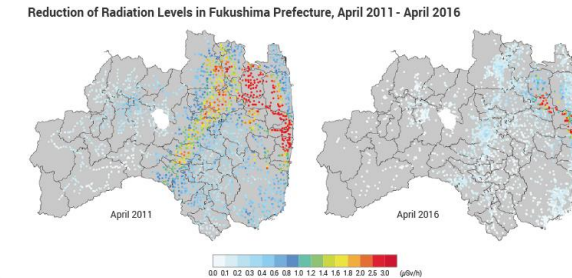 Reduction of Radiation Levels in Fukushima Prefecture, April 2011 - April 2016
April 2011
April 2016
0.0 0.1 0.2 0.3 0.4 0.6 0.8 1.0 1.2 1.4 1.6 1.8 2.0 2.5 3.0 (μSv/h)